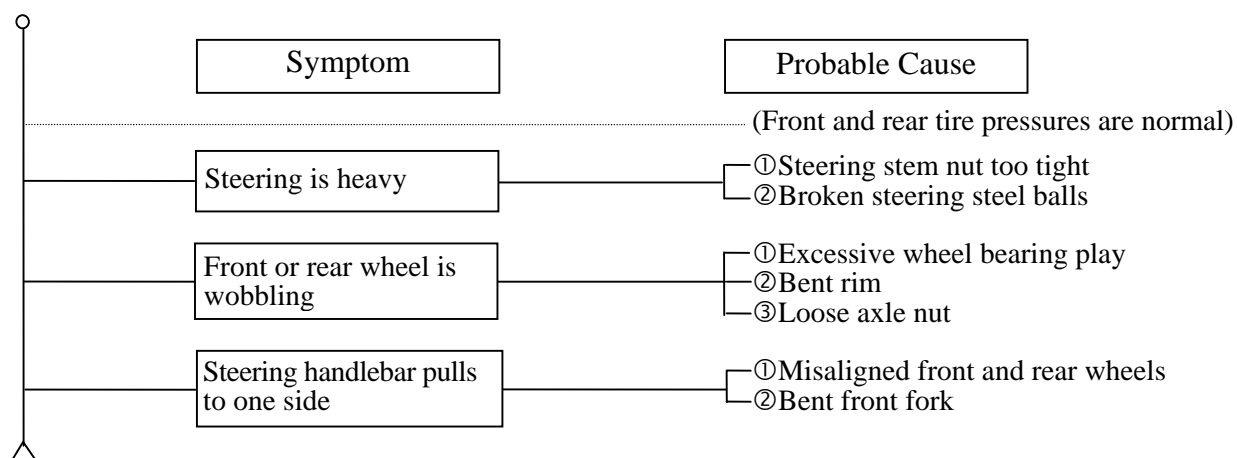 Symptom
Probable Cause
(Front and rear tire pressures are normal)
Steering is heavy
①Steering stem nut too tight
②Broken steering steel balls
Front or rear wheel is
wobbling
①Excessive wheel bearing play
②Bent rim
③Loose axle nut
Steering handlebar pulls
to one side
①Misaligned front and rear wheels
②Bent front fork